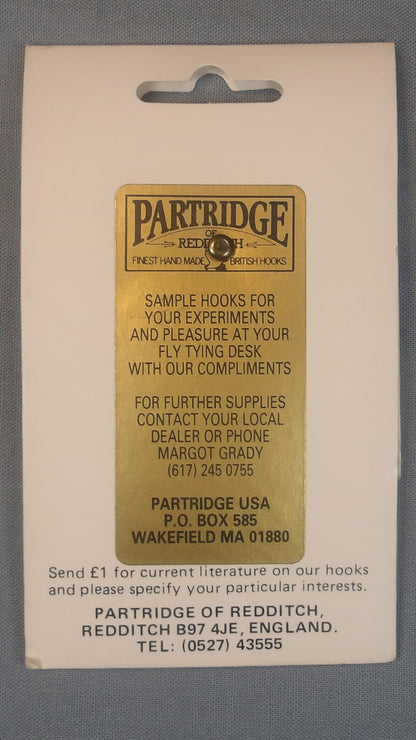 PARTRIDGE
OF
REDDITCH
FINEST HAND MADE BRITISH HOOKS
SAMPLE HOOKS FOR
YOUR EXPERIMENTS
AND PLEASURE AT YOUR
FLY TYING DESK
WITH OUR COMPLIMENTS
FOR FURTHER SUPPLIES
CONTACT YOUR LOCAL
DEALER OR PHONE
MARGOT GRADY
(617) 245 0755
PARTRIDGE USA
P.O. BOX 585
WAKEFIELD MA 01880
Send £1 for current literature on our hooks
and please specify your particular interests.
PARTRIDGE OF REDDITCH,
REDDITCH B97 4JE, ENGLAND.
TEL: (0527) 43555